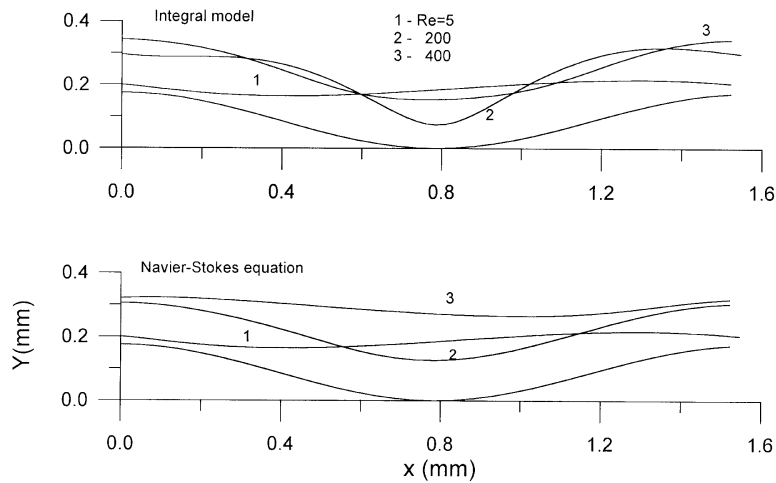 Integral model
1 - Re=5
2 - 200
3 - 400
0.4
0.2
0.0
1
2
3
0.0 0.4 0.8 1.2 1.6
Navier-Stokes equation
Y(mm)
0.4
0.2
0.0
1
2
3
0.0 0.4 0.8 1.2 1.6
x (mm)